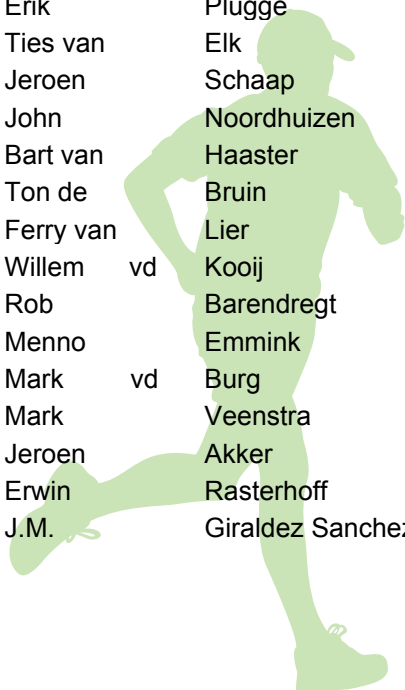 Erik Plugge
Ties van Elk
Jeroen Schaap
John Noordhuizen
Bart van Haaster
Ton de Bruin
Ferry van Lier
Willem vd Kooij
Rob Barendregt
Menno Emmink
Mark vd Burg
Mark Veenstra
Jeroen Akker
Erwin Rasterhoff
J.M. Giraldez Sanchez